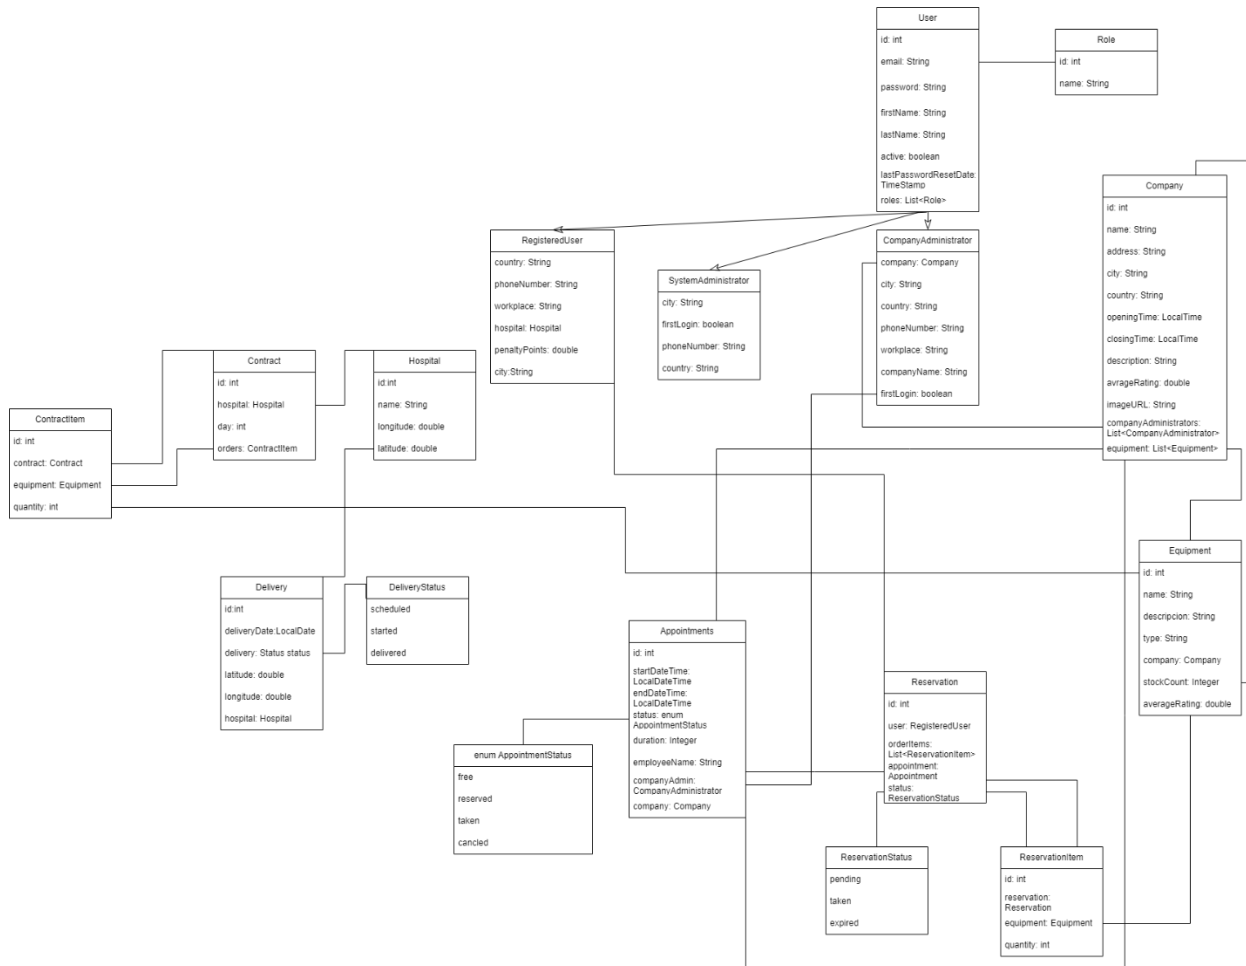 User
id: int
email: String
password: String
firstName: String
lastName: String
active: boolean
lastPasswordResetDate:
TimeStamp
roles: List<Role>
Role
id: int
name: String
Company
id: int
name: String
address: String
city: String
country: String
openingTime: LocalTime
closingTime: LocalTime
description: String
avrageRating: double
imageURL: String
companyAdministrators:
List<CompanyAdministrator>
equipment: List<Equipment>
RegisteredUser
country: String
phoneNumber: String
workplace: String
hospital: Hospital
penaltyPoints: double
city:String
SystemAdministrator
city: String
firstLogin: boolean
phoneNumber: String
country: String
CompanyAdministrator
company: Company
city: String
country: String
phoneNumber: String
workplace: String
companyName: String
firstLogin: boolean
Contract
id: int
hospital: Hospital
day: int
orders: ContractItem
Hospital
id:int
name: String
longitude: double
latitude: double
ContractItem
id: int
contract: Contract
equipment: Equipment
quantity: int
Delivery
id:int
deliveryDate:LocalDate
delivery: Status status
latitude: double
longitude: double
hospital: Hospital
DeliveryStatus
scheduled
started
delivered
Equipment
id: int
name: String
descripcion: String
type: String
company: Company
stockCount: Integer
averageRating: double
Appointments
id: int
startDateTime:
LocalDateTime
endDateTime:
LocalDateTime
status: enum
AppointmentStatus
duration: Integer
employeeName: String
companyAdmin:
CompanyAdministrator
company: Company
enum AppointmentStatus
free
reserved
taken
cancled
Reservation
id: int
user: RegisteredUser
orderItems:
List<ReservationItem>
appointment:
Appointment
status:
ReservationStatus
ReservationStatus
pending
taken
expired
ReservationItem
id: int
reservation:
Reservation
equipment: Equipment
quantity: int